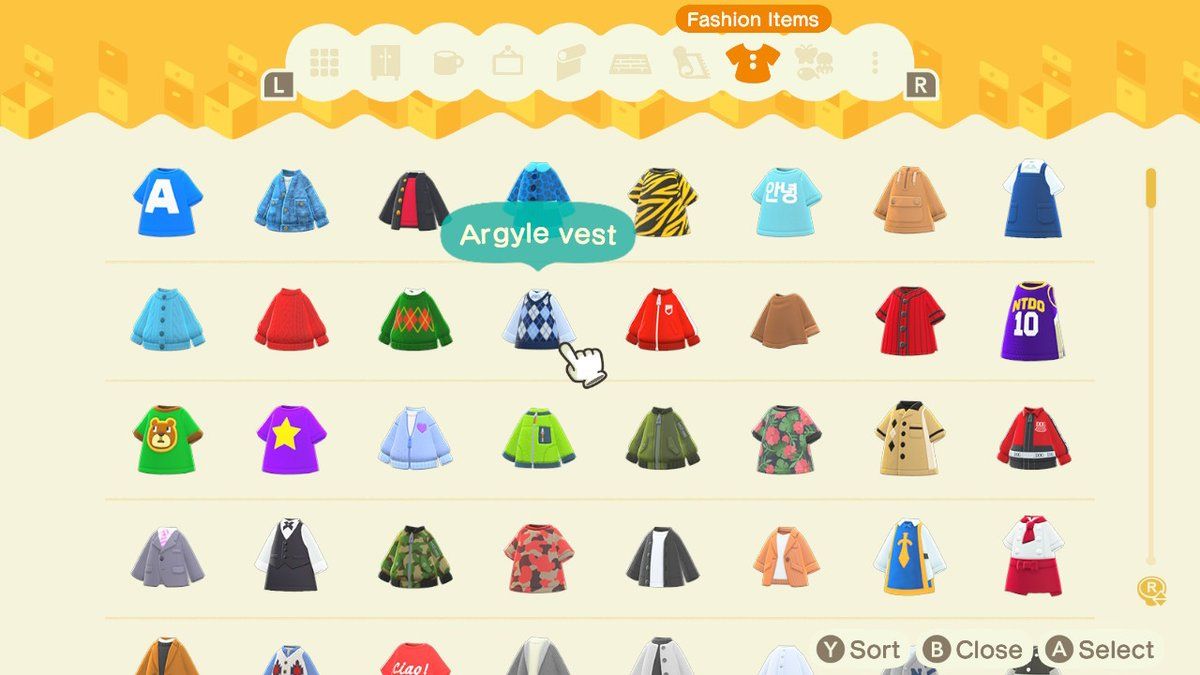 Fashion Items
L
R
A
안녕
Argyle vest
NTDO
10
Ciao!
R
Y Sort
B Close
A Select